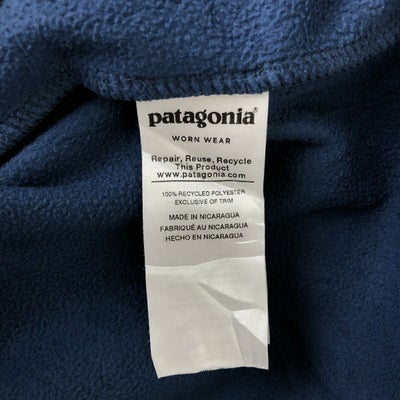 patagonia®
WORN WEAR
Repair, Reuse, Recycle
This Product
www.patagonia.com
100% RECYCLED POLYESTER
EXCLUSIVE OF TRIM
MADE IN NICARAGUA
FABRIQUÉ AU NICARAGUA
HECHO EN NICARAGUA